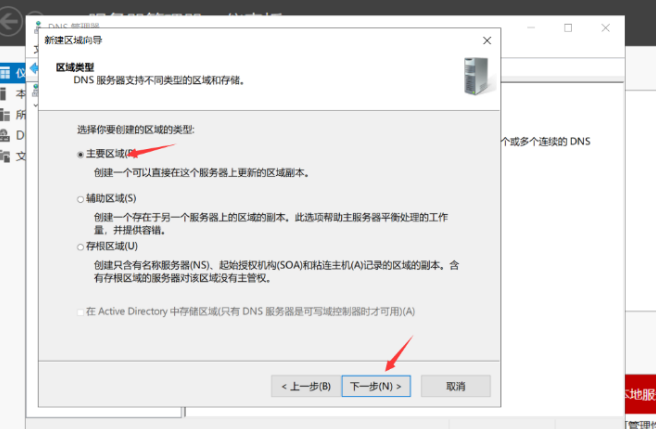 DNS 管理器
新建区域向导
区域类型
DNS 服务器支持不同类型的区域和存储。
选择你要创建的区域的类型:
个或多个连续的 DNS
主要区域(P)
创建一个可以直接在这个服务器上更新的区域副本。
辅助区域(S)
创建一个存在于另一个服务器上的区域的副本。此选项帮助主服务器平衡处理的工作
量，并提供容错。
存根区域(U)
创建只含有名称服务器(NS)、起始授权机构(SOA)和粘连主机(A)记录的区域的副本。含
有存根区域的服务器对该区域没有主管权。
在 Active Directory 中存储区域(只有 DNS 服务器是可写域控制器时才可用)(A)
< 上一步(B)
下一步(N) >
取消
本地服
仪
本
所
D
文